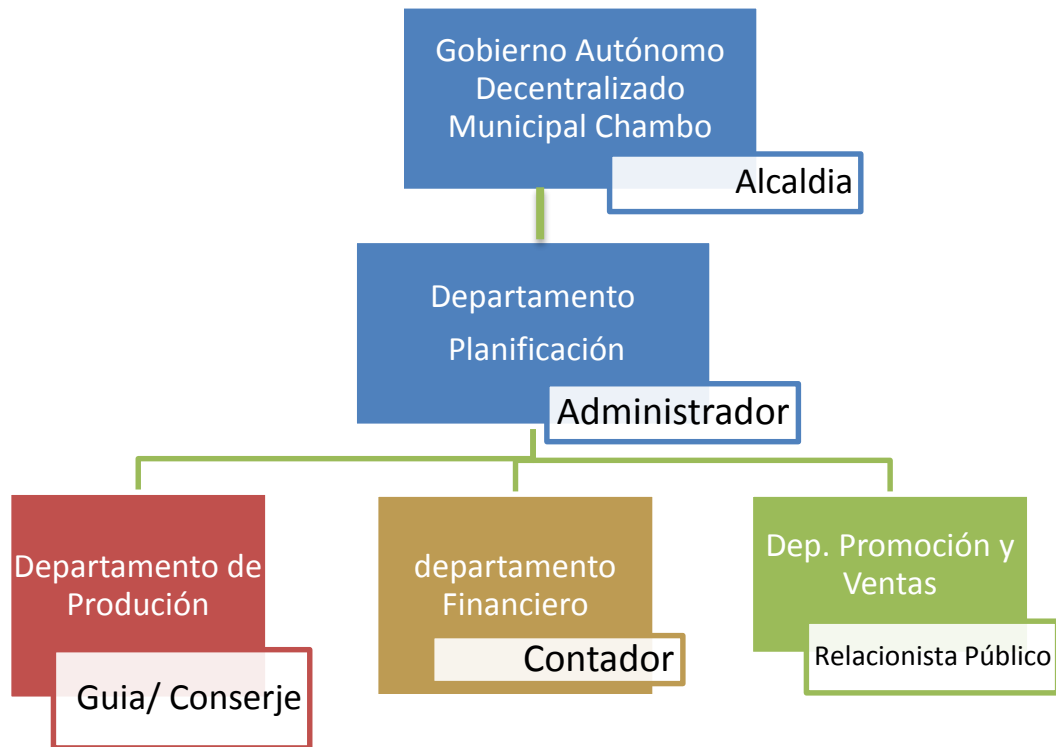 Gobierno Autónomo
Decentralizado
Municipal Chambo
Alcaldia
Departamento
Planificación
Administrador
Departamento de
Produción
Guia/ Conserje
departamento
Financiero
Contador
Dep. Promoción y
Ventas
Relacionista Público